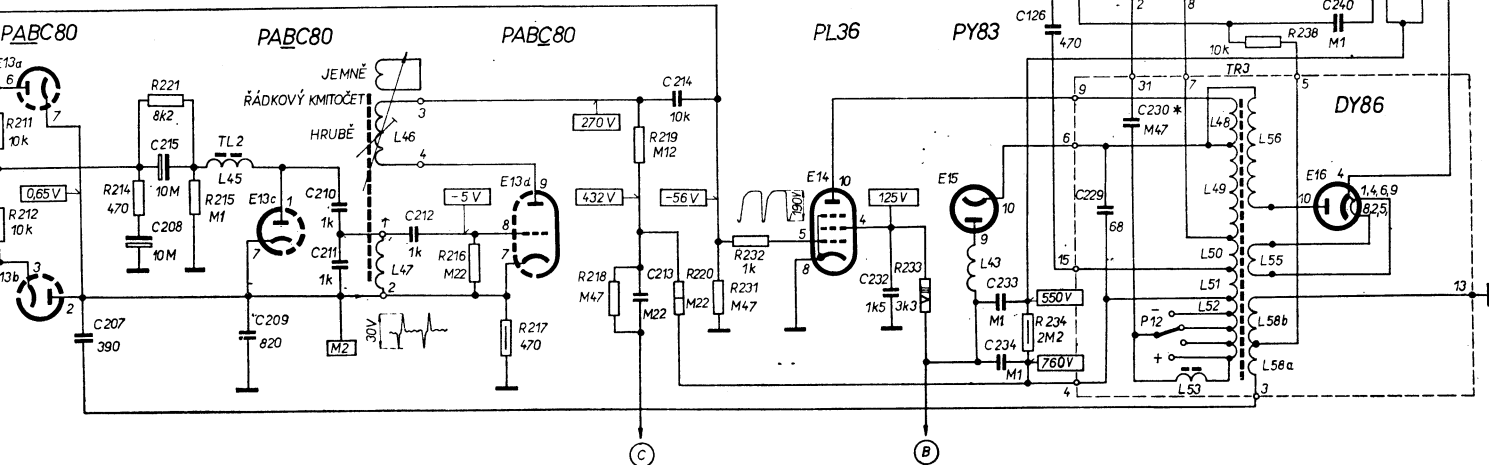 PABC80
PABC80
PABC80
PL36
PY83
DY86
C126
470
2
8
C240
M1
R238
10k
TR3
E13a
6
7
R211
10k
R221
8k2
C215
10M
TL2
L45
R214
470
C208
10M
R215
M1
0,65V
R212
10k
3
2
C207
390
E13c
1
7
C209
820
C210
1k
C211
1k
M2
JEMNĚ
ŘÁDKOVÝ KMITOČET
HRUBĚ
L46
3
4
1
L47
2
30V
C212
1k
-5V
R216
M22
E13d
9
8
7
R217
470
270V
C214
10k
R219
M12
432V
-56V
R218
M47
C213
M22
R220
M22
R231
M47
R232
1k
190V
C
E14
10
5
8
4
125V
C232
1k5
R233
3k3
B
E15
10
9
L43
C233
M1
550V
R234
2M2
C234
M1
760V
9
31
7
5
6
15
4
C230*
M47
C229
68
L48
L56
L49
L50
L55
L51
L52
P12
-
+
L53
L58b
L58a
3
13
E16
4
10
1,4,6,9
8,2,5,